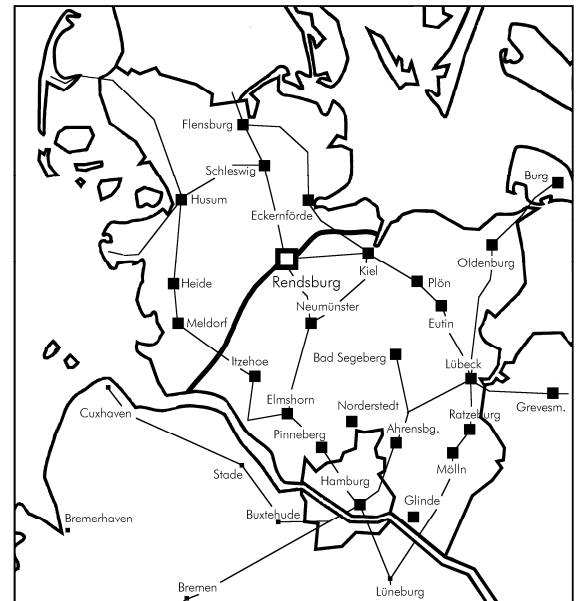 Flensburg
Schleswig
Burg
Husum
Eckernförde
Oldenburg
Kiel
Rendsburg
Heide
Plön
Neumünster
Meldorf
Eutin
Bad Segeberg
Itzehoe
Lübeck
Elmshorn
Norderstedt
Grevesm.
Cuxhaven
Ratzeburg
Pinneberg
Ahrensbg.
Mölln
Stade
Hamburg
Glinde
Buxtehude
Bremerhaven
Bremen
Lüneburg